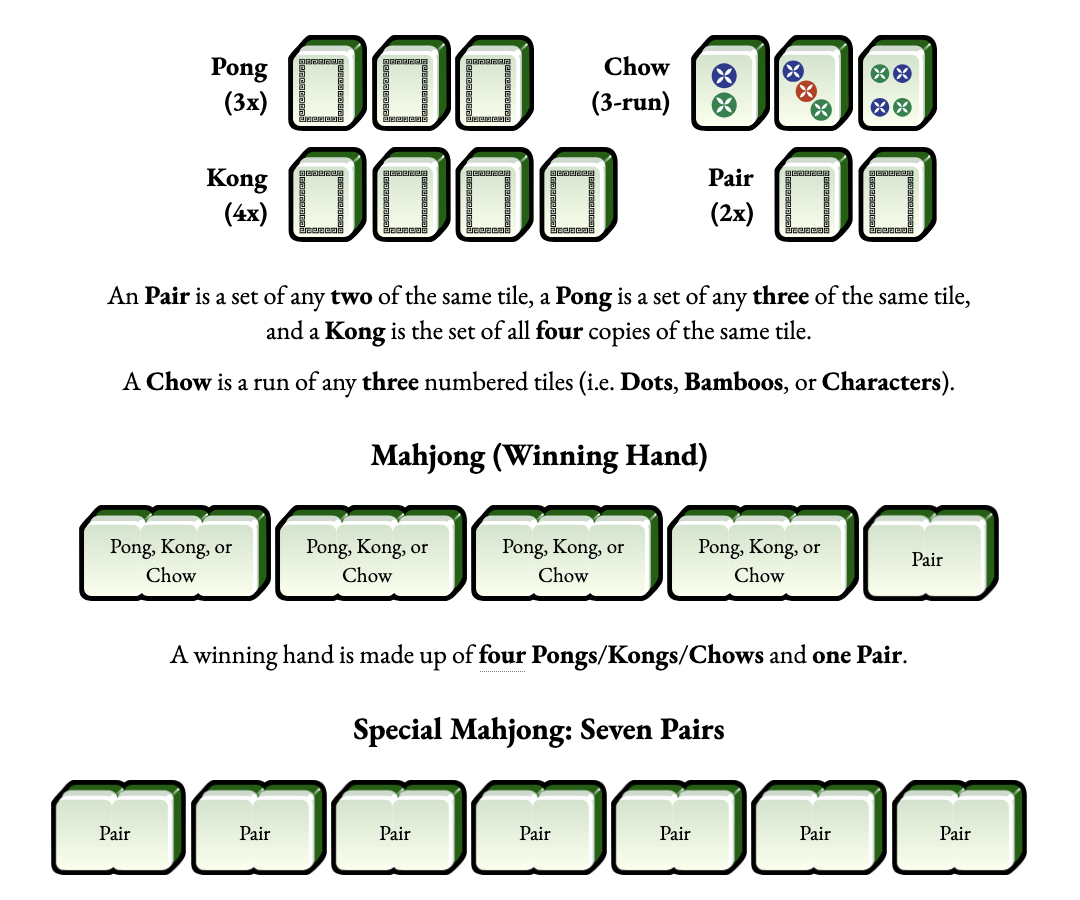 Pong
(3x)
Chow
(3-run)
Kong
(4x)
Pair
(2x)
An Pair is a set of any two of the same tile, a Pong is a set of any three of the same tile,
and a Kong is the set of all four copies of the same tile.
A Chow is a run of any three numbered tiles (i.e. Dots, Bamboos, or Characters).
Mahjong (Winning Hand)
Pong, Kong, or
Chow
Pong, Kong, or
Chow
Pong, Kong, or
Chow
Pong, Kong, or
Chow
Pair
A winning hand is made up of four Pongs/Kongs/Chows and one Pair.
Special Mahjong: Seven Pairs
Pair
Pair
Pair
Pair
Pair
Pair
Pair